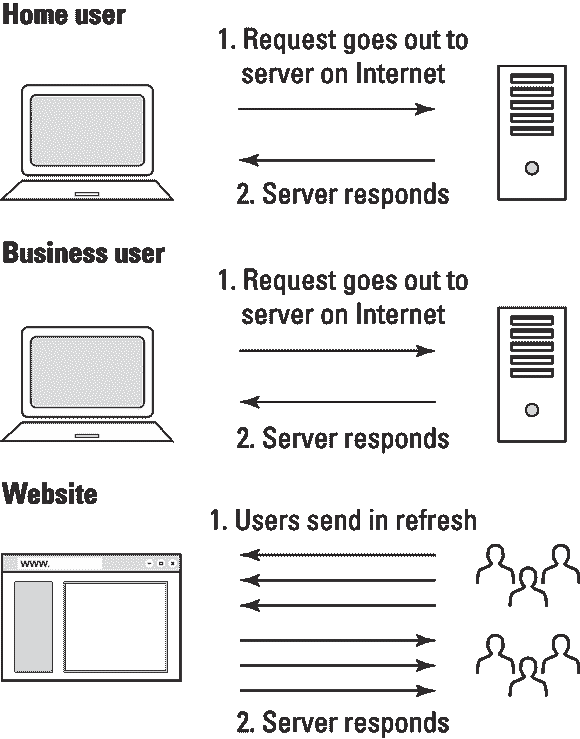 Home user
1. Request goes out to
server on Internet
2. Server responds
Business user
1. Request goes out to
server on Internet
2. Server responds
Website
1. Users send in refresh
www.
2. Server responds